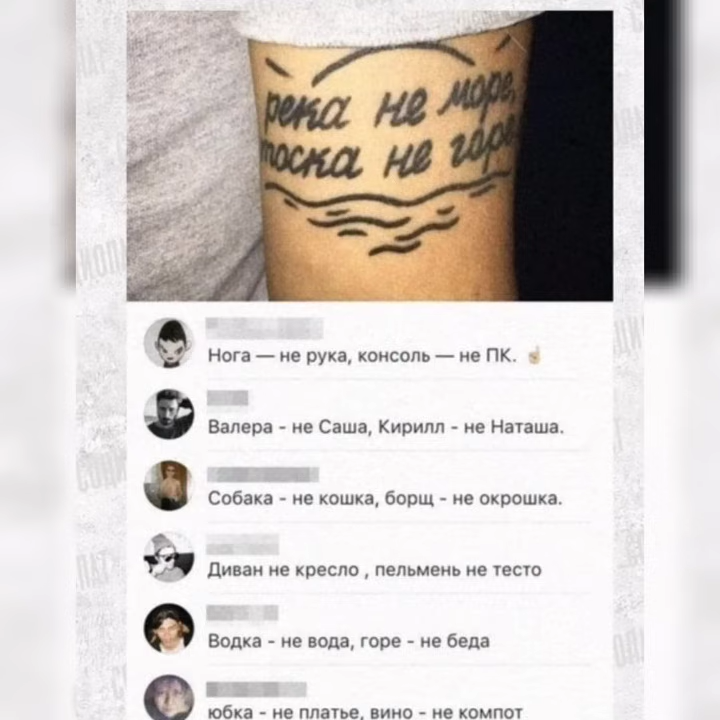 река не море,
тоска не горе
Нога — не рука, консоль — не ПК. ☝🏼
Валера - не Саша, Кирилл - не Наташа.
Собака - не кошка, борщ - не окрошка.
Диван не кресло , пельмень не тесто
Водка - не вода, горе - не беда
юбка - не платье, вино - не компот